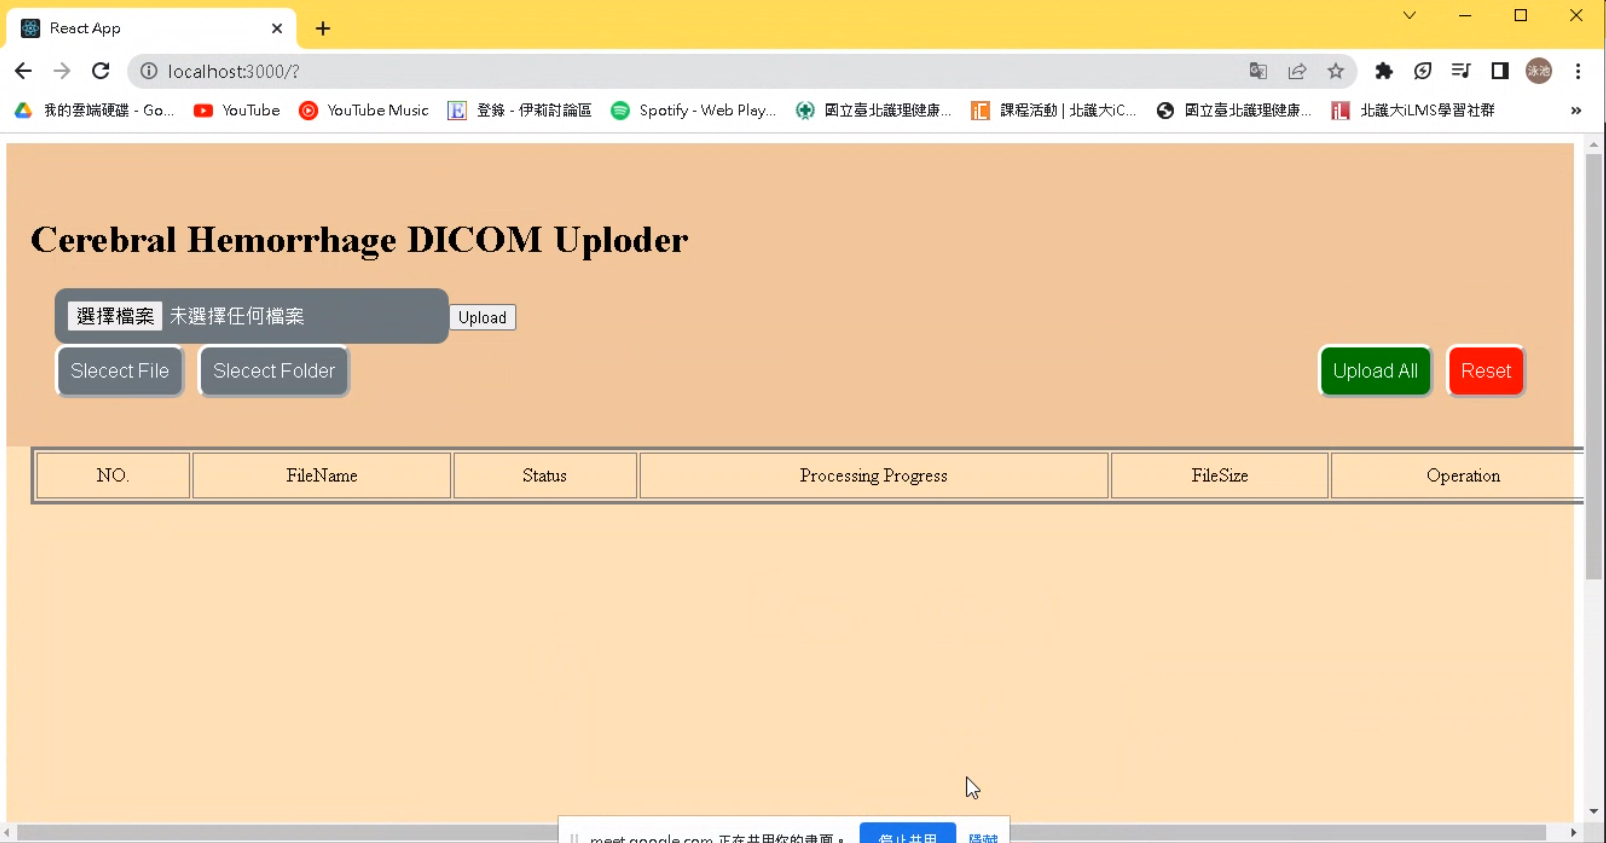 React App
localhost:3000/?
泳池
我的雲端硬碟 - Go...
YouTube
YouTube Music
登錄 - 伊莉討論區
Spotify - Web Play...
國立臺北護理健康...
課程活動 | 北護大iC...
國立臺北護理健康...
北護大iLMS學習社群
Cerebral Hemorrhage DICOM Uploder
選擇檔案 未選擇任何檔案
Upload
Slecect File
Slecect Folder
Upload All
Reset
NO.
FileName
Status
Processing Progress
FileSize
Operation
meet.google.com 正在共用你的畫面。
停止共用
隱藏